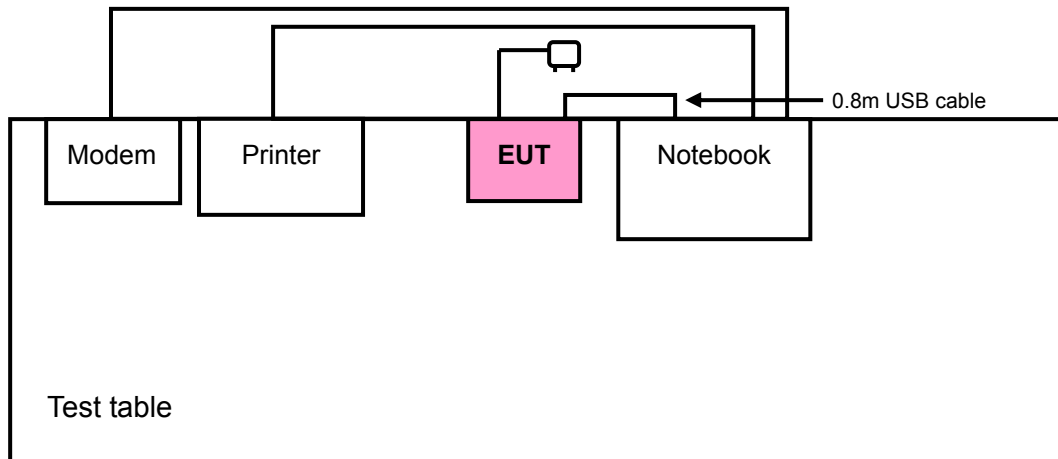 0.8m USB cable
Modem
Printer
EUT
Notebook
Test table